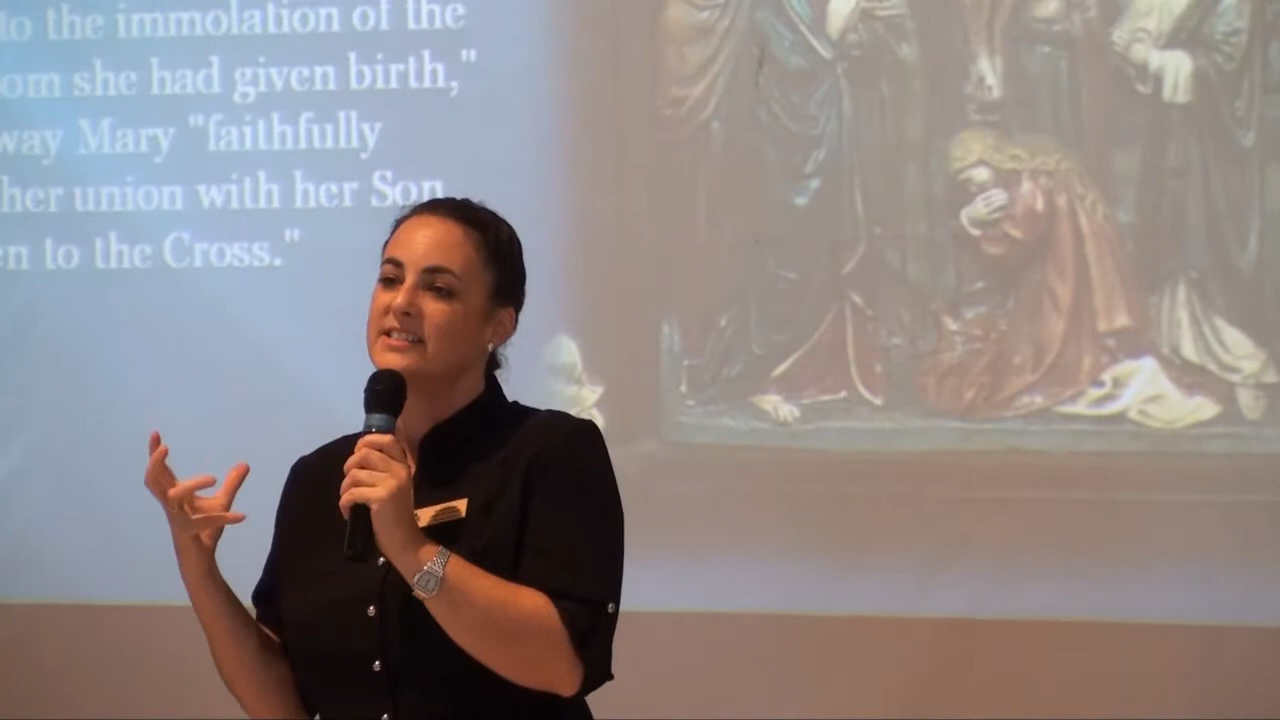 to the immolation of the
om she had given birth,"
way Mary "faithfully
her union with her Son
en to the Cross."